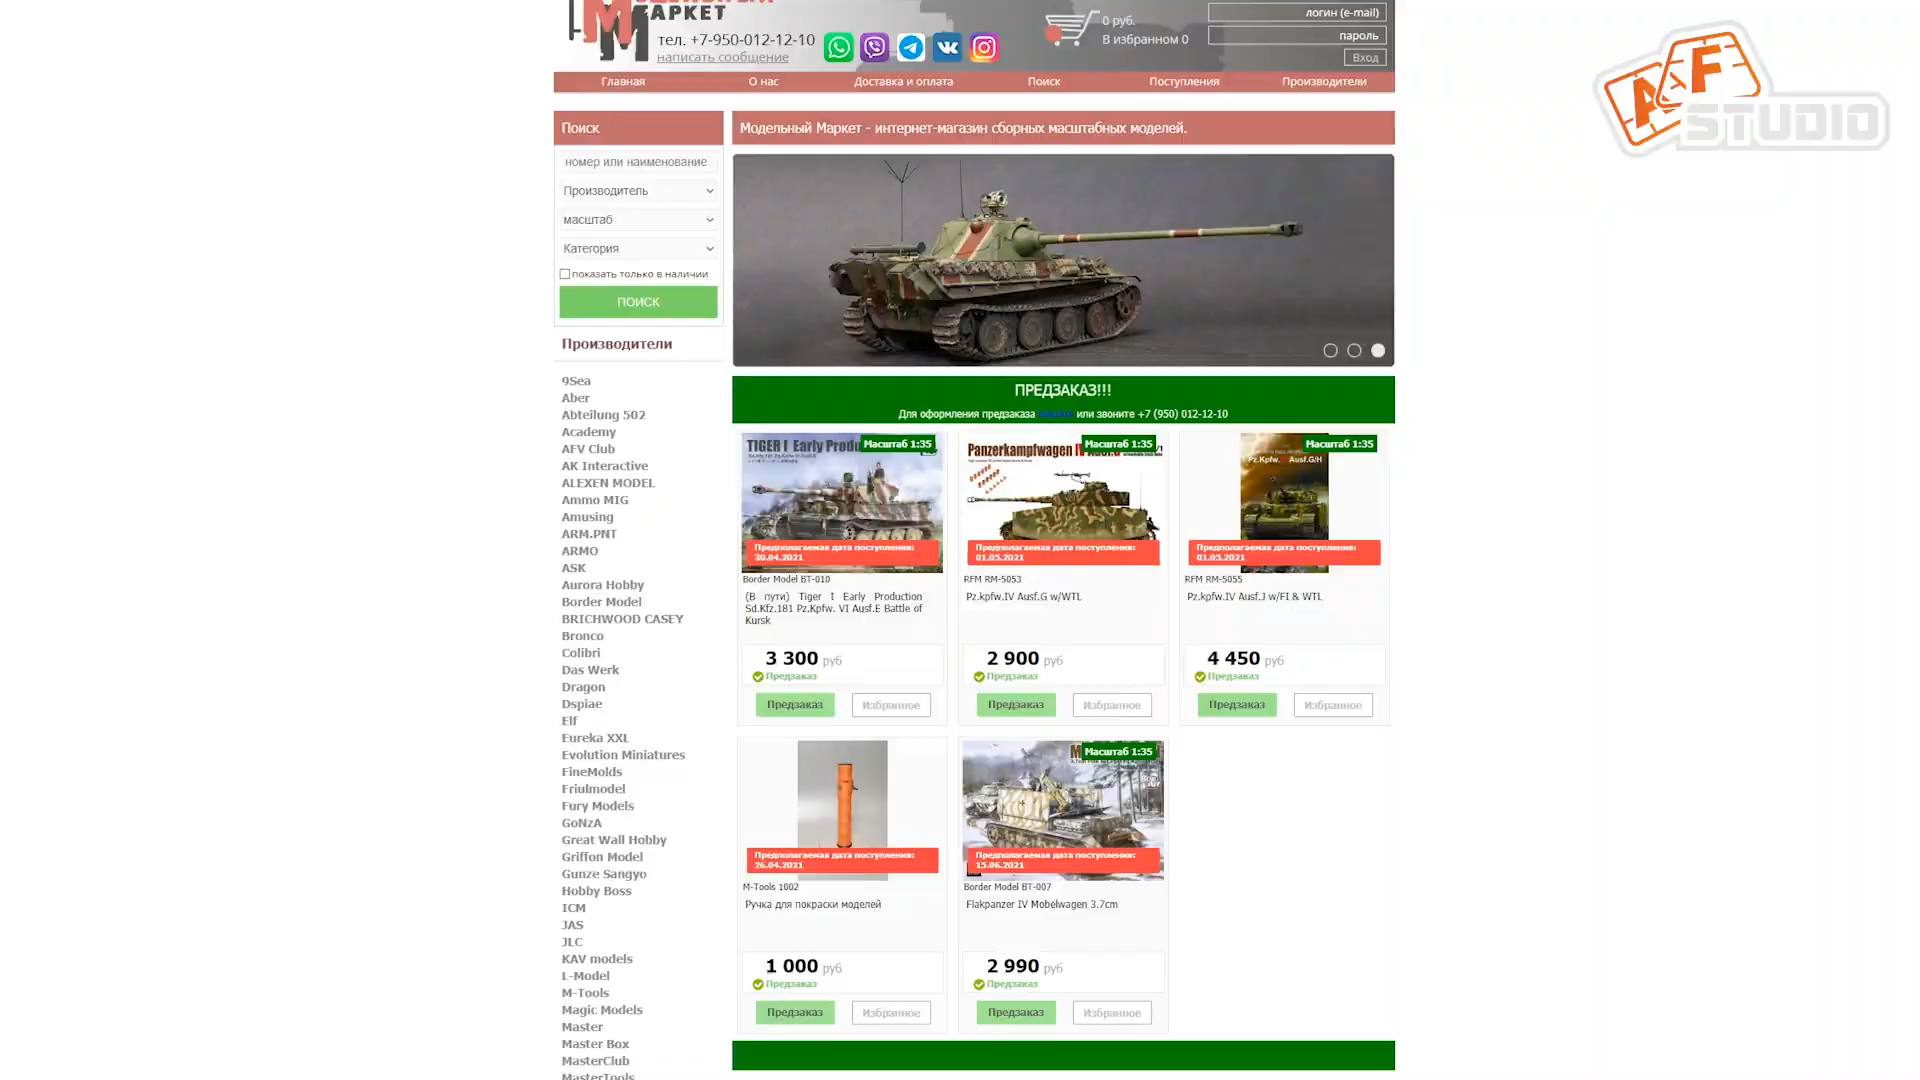 МАРКЕТ
тел. +7-950-012-12-10
написать сообщение
0 руб.
В избранном 0
логин (e-mail)
пароль
Вход
Главная
О нас
Доставка и оплата
Поиск
Поступления
Производители
AF
STUDIO
Поиск
номер или наименование
Производитель
масштаб
Категория
показать только в наличии
ПОИСК
Производители
9Sea
Aber
Abteilung 502
Academy
AFV Club
AK Interactive
ALEXEN MODEL
Ammo MIG
Amusing
ARM.PNT
ARMO
ASK
Aurora Hobby
Border Model
BRICHWOOD CASEY
Bronco
Colibri
Das Werk
Dragon
Dspiae
Elf
Eureka XXL
Evolution Miniatures
FineMolds
Friulmodel
Fury Models
GoNzA
Great Wall Hobby
Griffon Model
Gunze Sangyo
Hobby Boss
ICM
JAS
JLC
KAV models
L-Model
M-Tools
Magic Models
Master
Master Box
MasterClub
MasterTools
Модельный Маркет - интернет-магазин сборных масштабных моделей.
ПРЕДЗАКАЗ!!!
Для оформления предзаказа или звоните +7 (950) 012-12-10
TIGER I Early
Масштаб 1:35
Предполагаемая дата поступления:
30.04.2021
Border Model BT-010
(В пути) Tiger I Early Production
Sd.Kfz.181 Pz.Kpfw. VI Ausf.E Battle of
Kursk
3 300 руб
Предзаказ
Предзаказ
Избранное
Panzerkampfwagen
Масштаб 1:35
Предполагаемая дата поступления:
01.05.2021
RFM RM-5053
Pz.kpfw.IV Ausf.G w/WTL
2 900 руб
Предзаказ
Предзаказ
Избранное
Масштаб 1:35
Pz.Kpfw. Ausf.G/H
Предполагаемая дата поступления:
01.05.2021
RFM RM-5055
Pz.kpfw.IV Ausf.J w/FI & WTL
4 450 руб
Предзаказ
Предзаказ
Избранное
Предполагаемая дата поступления:
26.04.2021
M-Tools 1002
Ручка для покраски моделей
1 000 руб
Предзаказ
Предзаказ
Избранное
Масштаб 1:35
Предполагаемая дата поступления:
15.06.2021
Border Model BT-007
Flakpanzer IV Mobelwagen 3.7cm
2 990 руб
Предзаказ
Предзаказ
Избранное